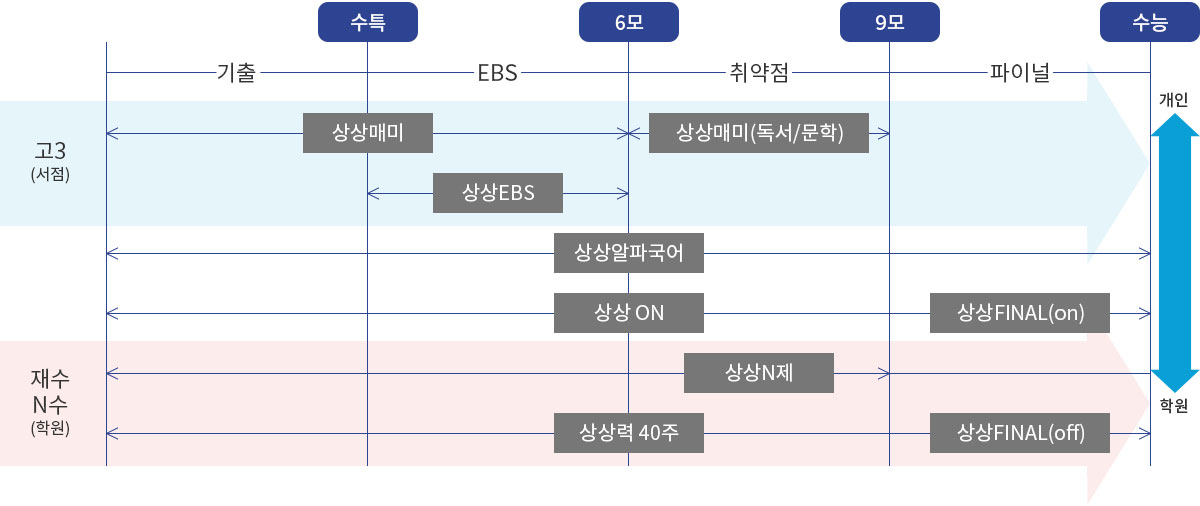 수특
6모
9모
수능
기출
EBS
취약점
파이널
개인
고3
(서점)
상상매미
상상매미(독서/문학)
상상EBS
상상알파국어
상상 ON
상상FINAL(on)
재수
N수
(학원)
상상N제
학원
상상력 40주
상상FINAL(off)